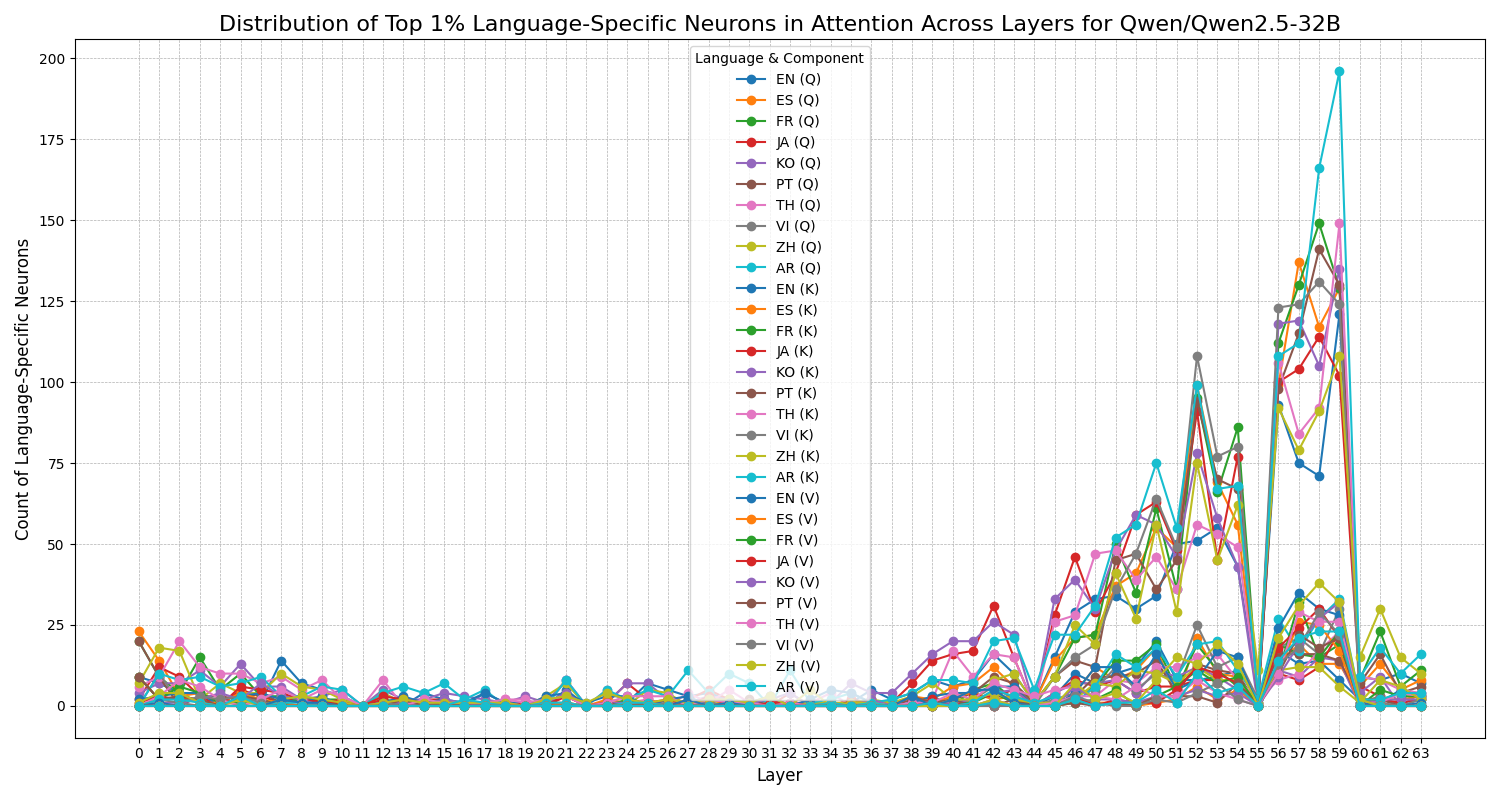 Distribution of Top 1% Language-Specific Neurons in Attention Across Layers for Qwen/Qwen2.5-32B
Count of Language-Specific Neurons
200
175
150
125
100
75
50
25
0
Language & Component
EN (Q)
ES (Q)
FR (Q)
JA (Q)
KO (Q)
PT (Q)
TH (Q)
VI (Q)
ZH (Q)
AR (Q)
EN (K)
ES (K)
FR (K)
JA (K)
KO (K)
PT (K)
TH (K)
VI (K)
ZH (K)
AR (K)
EN (V)
ES (V)
FR (V)
JA (V)
KO (V)
PT (V)
TH (V)
VI (V)
ZH (V)
AR (V)
0 1 2 3 4 5 6 7 8 9 10 11 12 13 14 15 16 17 18 19 20 21 22 23 24 25 26 27 28 29 30 31 32 33 34 35 36 37 38 39 40 41 42 43 44 45 46 47 48 49 50 51 52 53 54 55 56 57 58 59 60 61 62 63
Layer